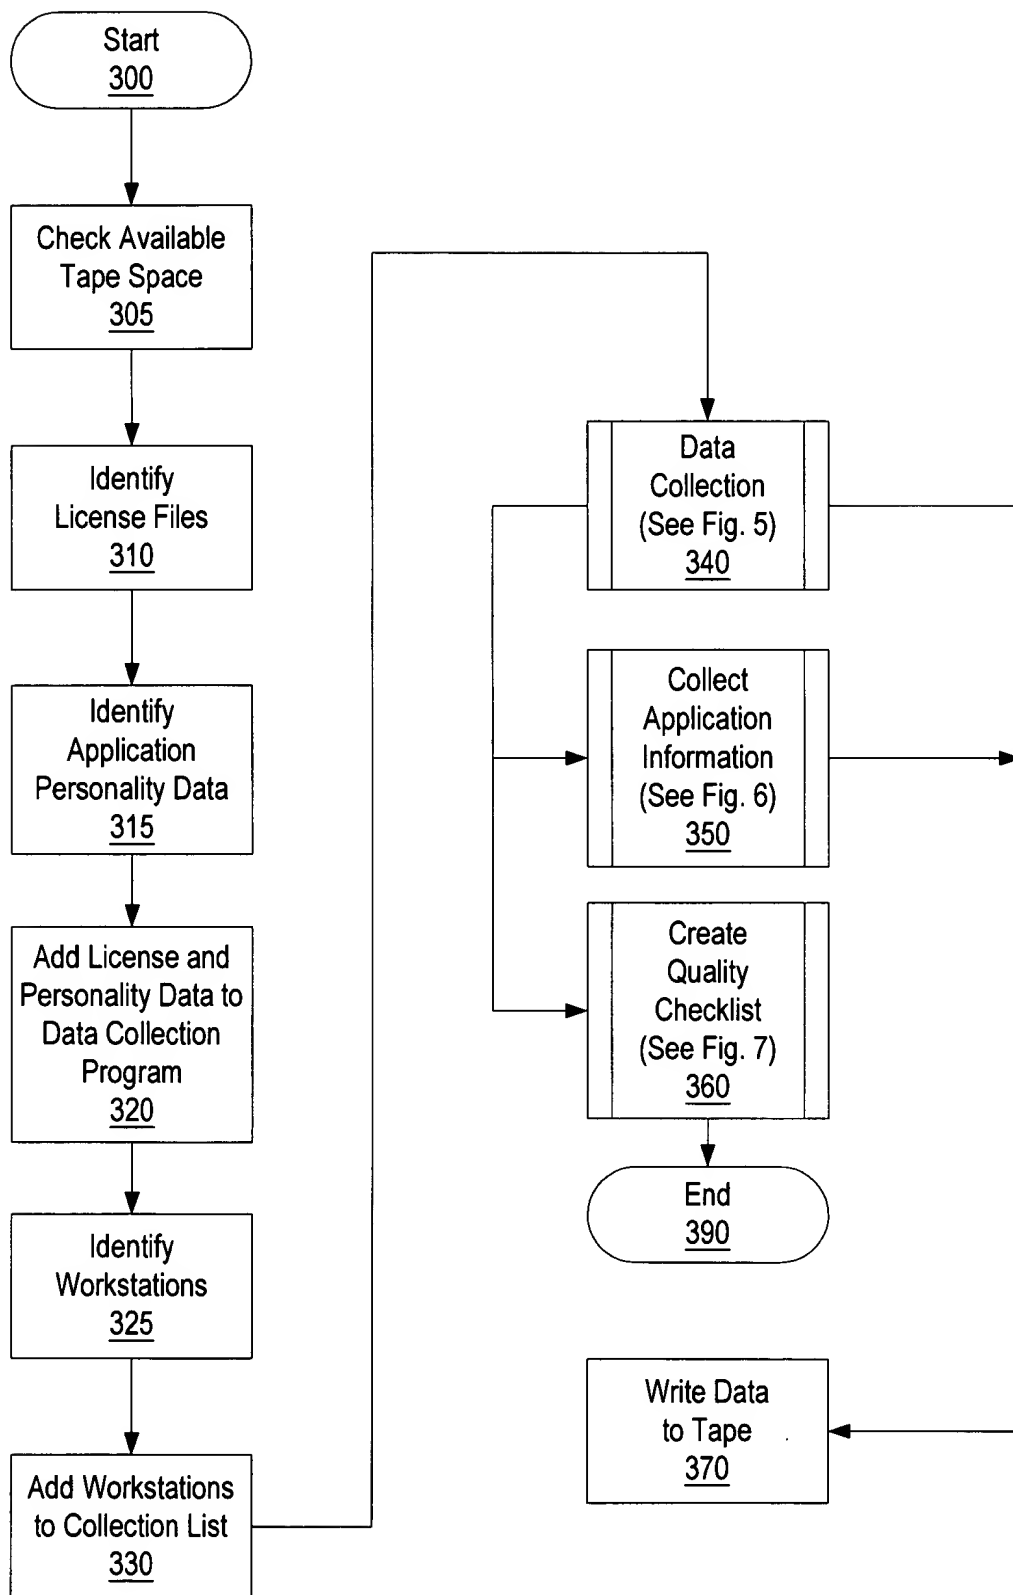 Start
300
Check Available
Tape Space
305
Identify
License Files
310
Identify
Application
Personality Data
315
Add License and
Personality Data to
Data Collection
Program
320
Identify
Workstations
325
Add Workstations
to Collection List
330
Data
Collection
(See Fig. 5)
340
Collect
Application
Information
(See Fig. 6)
350
Create
Quality
Checklist
(See Fig. 7)
360
End
390
Write Data
to Tape
370